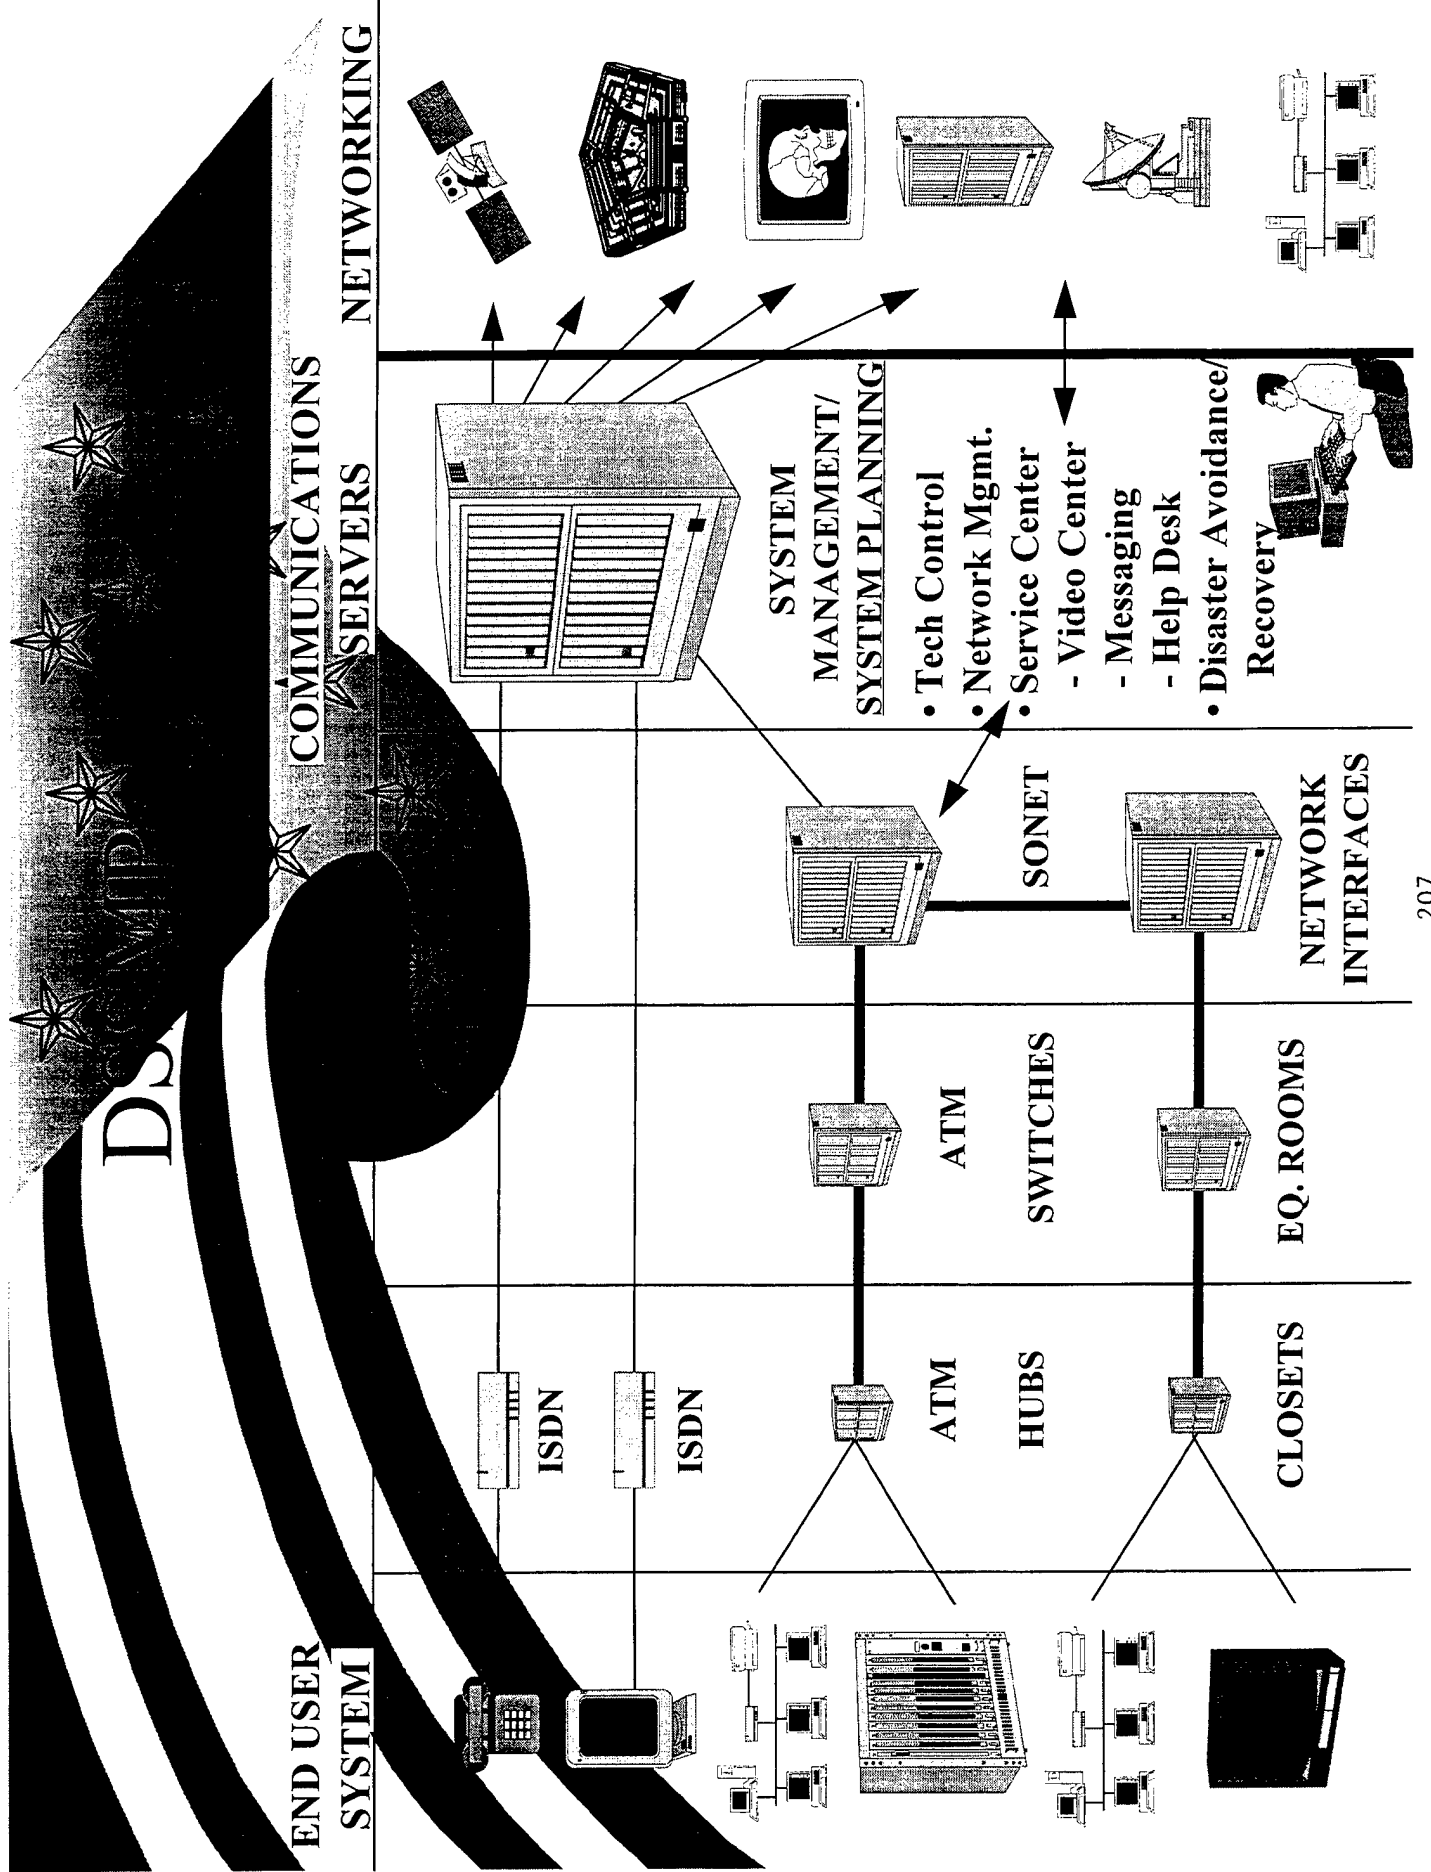 END USER
SYSTEM
COMMUNICATIONS
SERVERS
NETWORKING
ISDN
ISDN
ATM
HUBS
CLOSETS
ATM
SWITCHES
EQ. ROOMS
SONET
NETWORK
INTERFACES
SYSTEM
MANAGEMENT/
SYSTEM PLANNING
• Tech Control
• Network Mgmt.
• Service Center
- Video Center
- Messaging
- Help Desk
• Disaster Avoidance/
Recovery
207